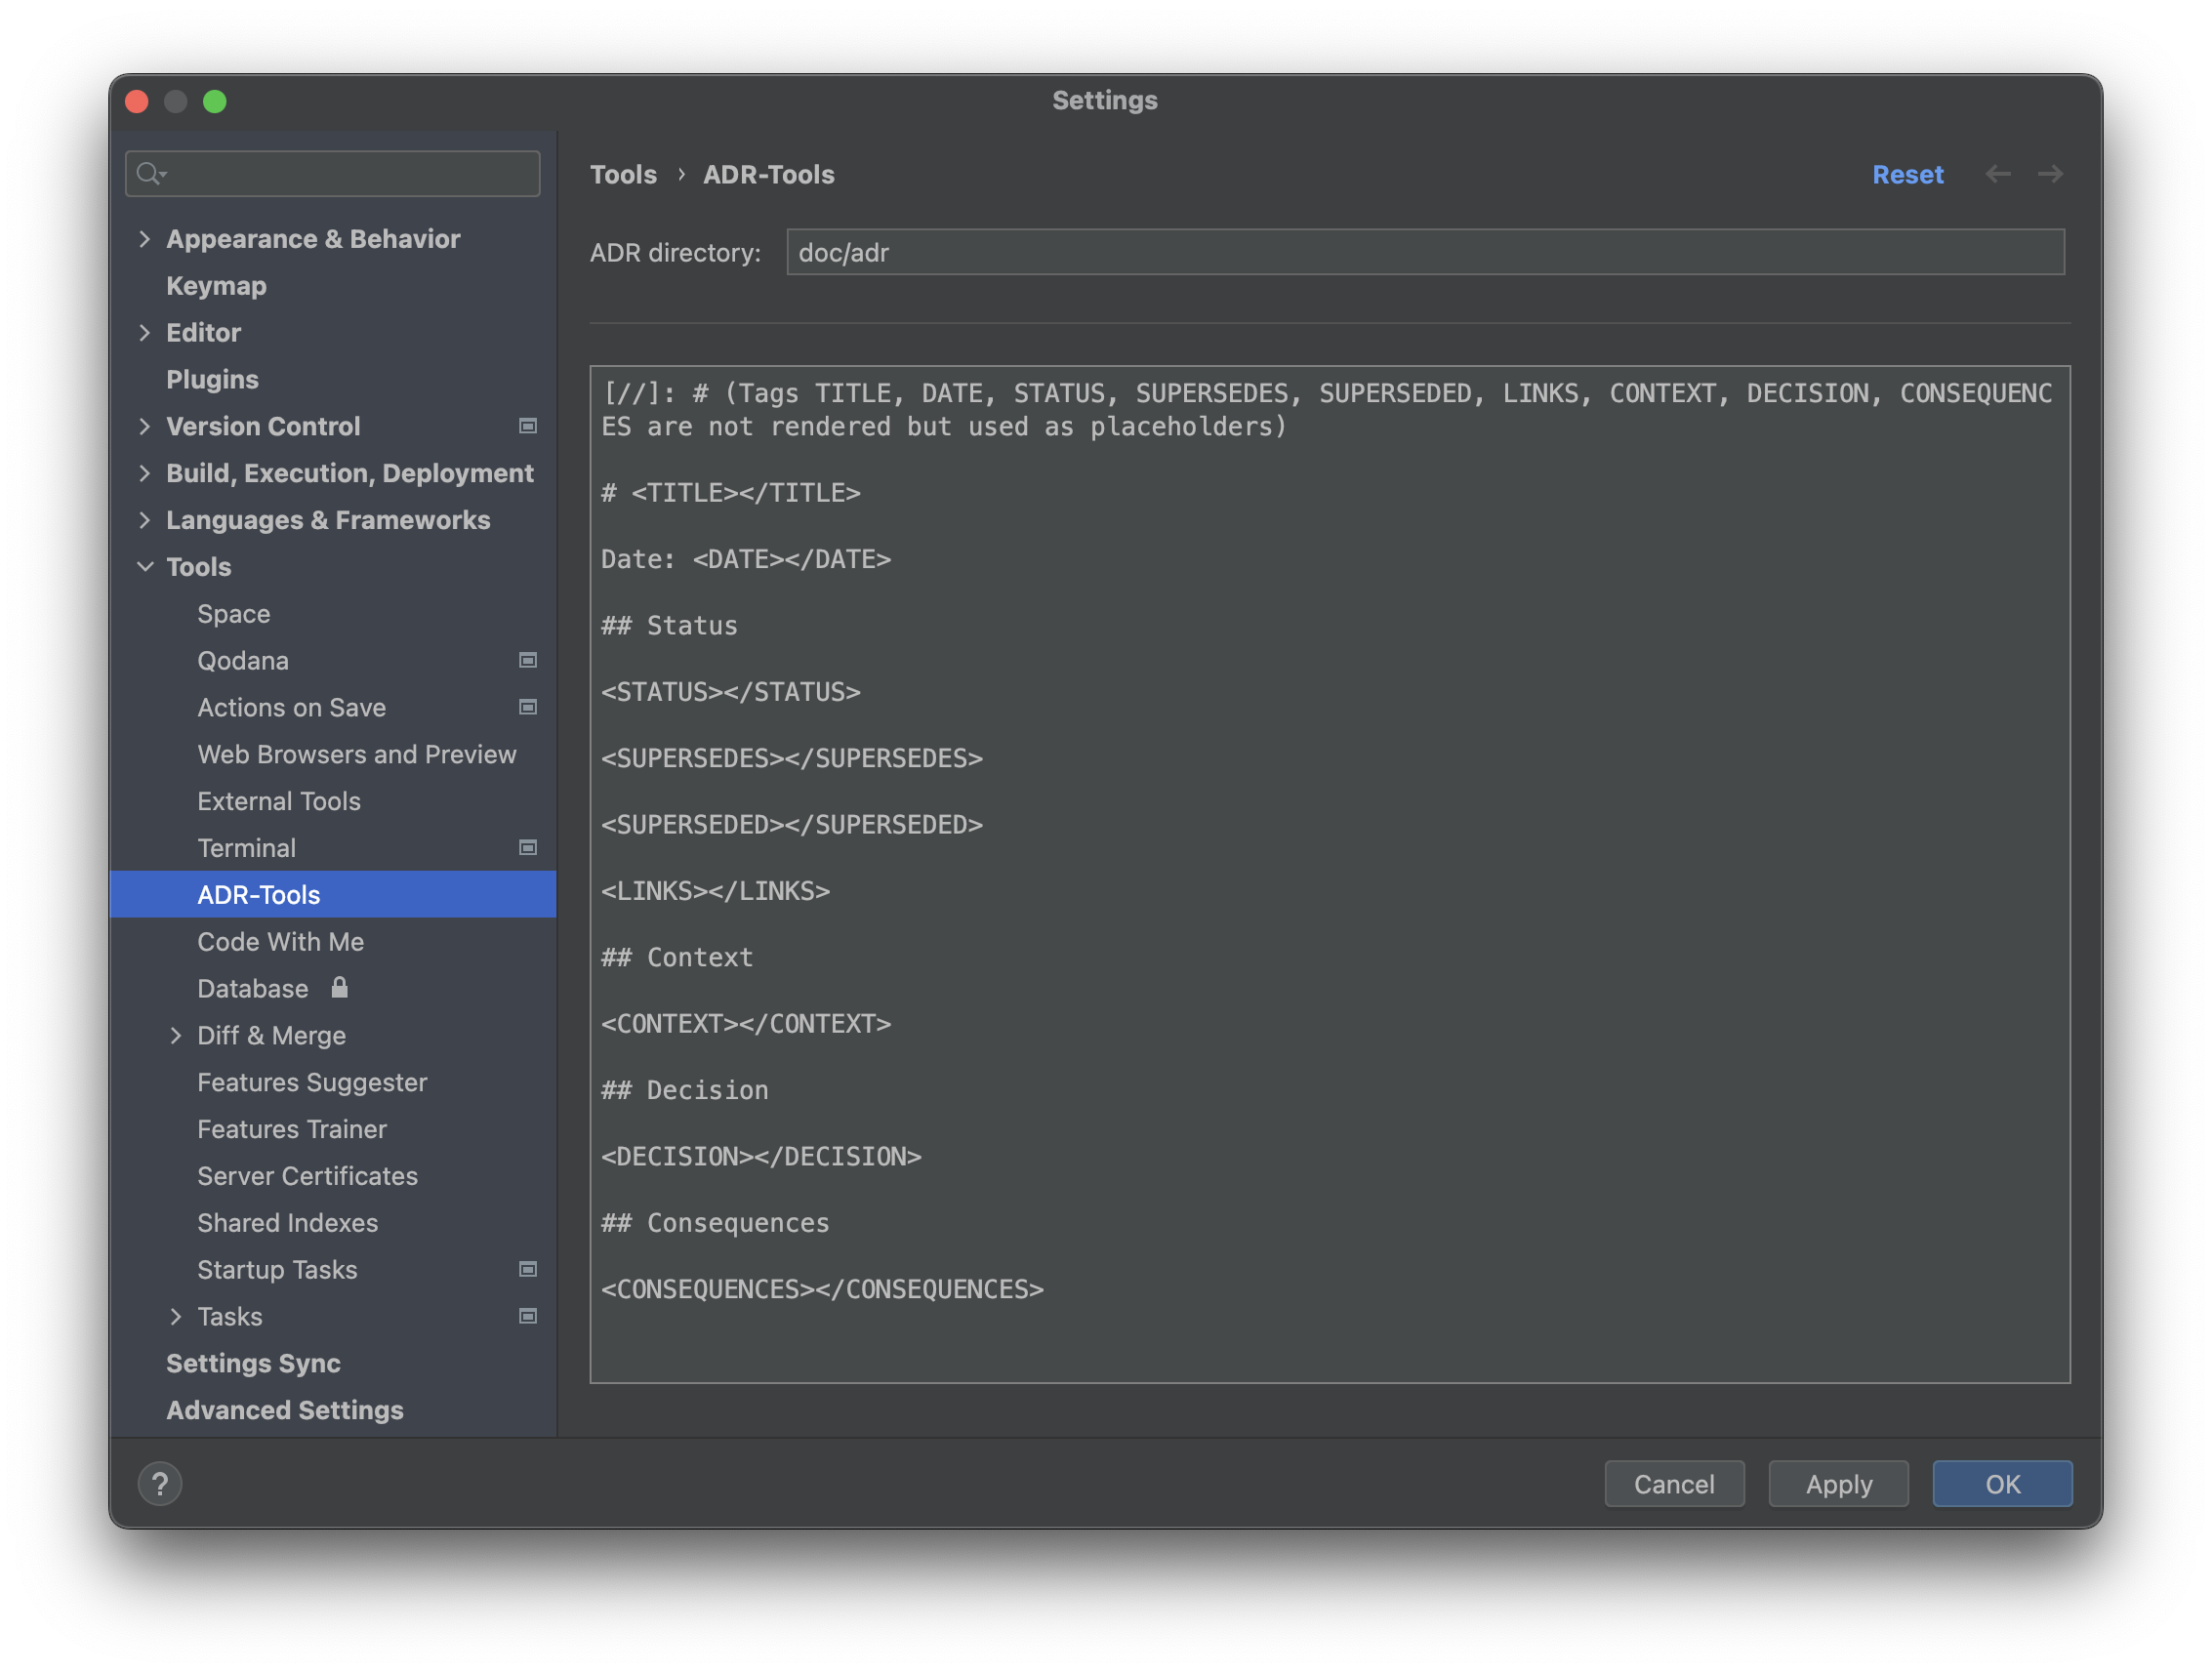 Settings
Appearance & Behavior
Keymap
Editor
Plugins
Version Control
Build, Execution, Deployment
Languages & Frameworks
Tools
Space
Qodana
Actions on Save
Web Browsers and Preview
External Tools
Terminal
ADR-Tools
Code With Me
Database
Diff & Merge
Features Suggester
Features Trainer
Server Certificates
Shared Indexes
Startup Tasks
Tasks
Settings Sync
Advanced Settings
Tools › ADR-Tools
Reset
ADR directory: doc/adr
[//]: # (Tags TITLE, DATE, STATUS, SUPERSEDES, SUPERSEDED, LINKS, CONTEXT, DECISION, CONSEQUENC
ES are not rendered but used as placeholders)
# <TITLE></TITLE>
Date: <DATE></DATE>
## Status
<STATUS></STATUS>
<SUPERSEDES></SUPERSEDES>
<SUPERSEDED></SUPERSEDED>
<LINKS></LINKS>
## Context
<CONTEXT></CONTEXT>
## Decision
<DECISION></DECISION>
## Consequences
<CONSEQUENCES></CONSEQUENCES>
?
Cancel
Apply
OK